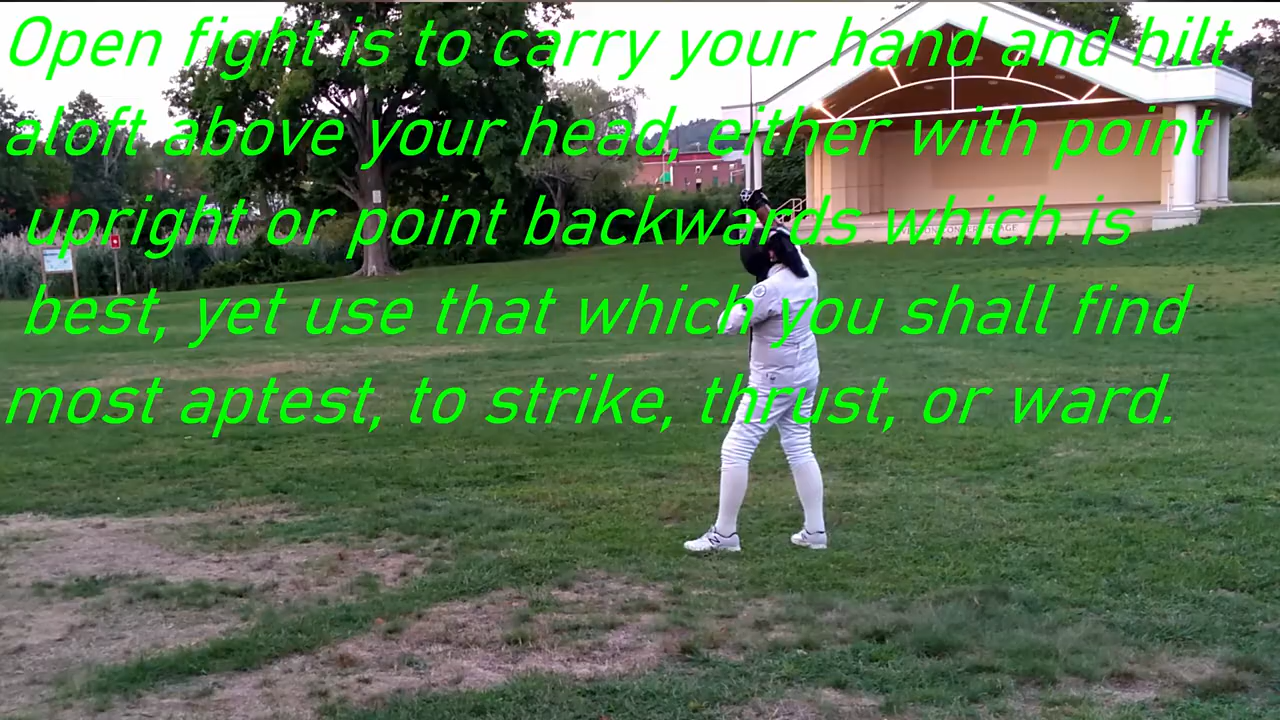 Open fight is to carry your hand and hilt
aloft above your head, either with point
upright or point backwards which is
best, yet use that which you shall find
most aptest, to strike, thrust, or ward.